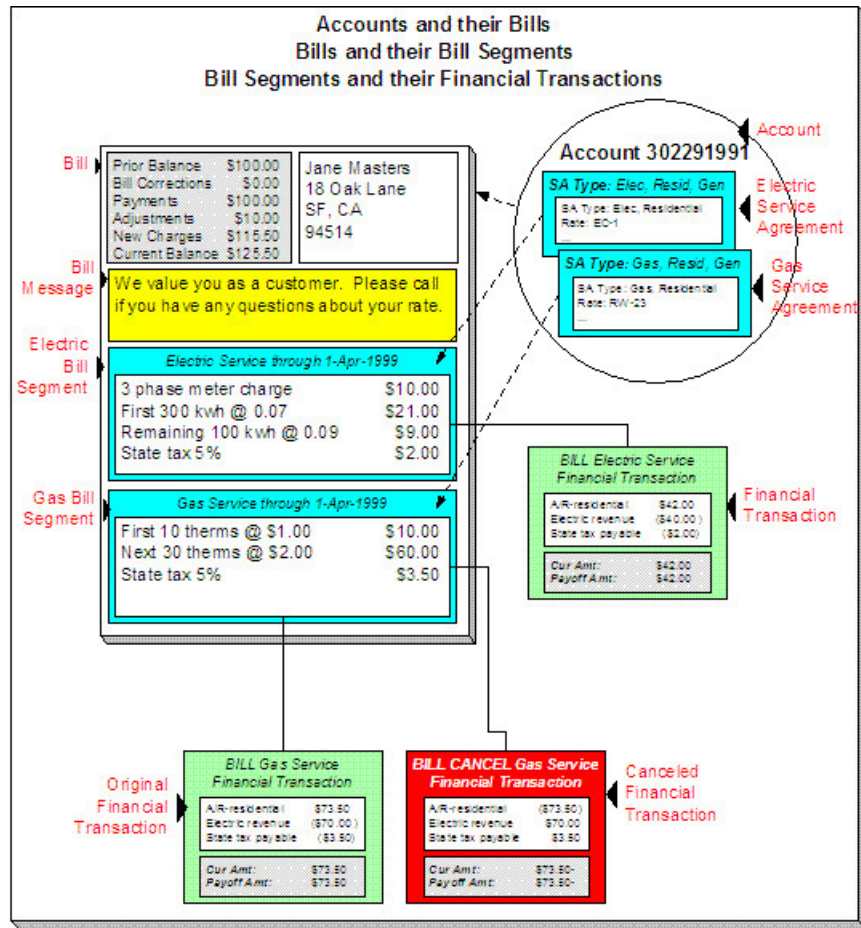 Accounts and their Bills
Bills and their Bill Segments
Bill Segments and their Financial Transactions
Account
Account 302291991
SA Type: Elec, Resid, Gen
SA Type: Elec, Residential
Rate: EC-1
...
Electric
Service
Agreement
SA Type: Gas, Resid, Gen
SA Type: Gas, Residential
Rate: RW-23
...
Gas
Service
Agreement
Bill
Prior Balance $100.00
Bill Corrections $0.00
Payments $100.00
Adjustments $10.00
New Charges $115.50
Current Balance $125.50
Jane Masters
18 Oak Lane
SF, CA
94514
Bill
Message
We value you as a customer. Please call
if you have any questions about your rate.
Electric
Bill
Segment
Electric Service through 1-Apr-1999
3 phase meter charge $10.00
First 300 kwh @ 0.07 $21.00
Remaining 100 kwh @ 0.09 $9.00
State tax 5% $2.00
Gas Bill
Segment
Gas Service through 1-Apr-1999
First 10 therms @ $1.00 $10.00
Next 30 therms @ $2.00 $60.00
State tax 5% $3.50
BILL Electric Service
Financial Transaction
A/R-residential $42.00
Electric revenue ($40.00)
State tax payable ($2.00)
Cur Amt: $42.00
Payoff Amt: $42.00
Financial
Transaction
Original
Financial
Transaction
BILL Gas Service
Financial Transaction
A/R-residential $73.50
Electric revenue ($70.00)
State tax payable ($3.50)
Cur Amt: $73.50
Payoff Amt: $73.50
BILL CANCEL Gas Service
Financial Transaction
A/R-residential ($73.50)
Electric revenue $70.00
State tax payable $3.50
Cur Amt: $73.50-
Payoff Amt: $73.50-
Canceled
Financial
Transaction